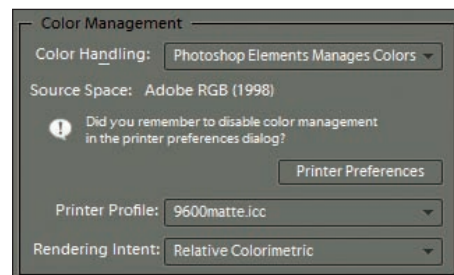 Color Management
Color Handling: Photoshop Elements Manages Colors
Source Space: Adobe RGB (1998)
Did you remember to disable color management
in the printer preferences dialog?
Printer Preferences
Printer Profile: 9600matte.icc
Rendering Intent: Relative Colorimetric